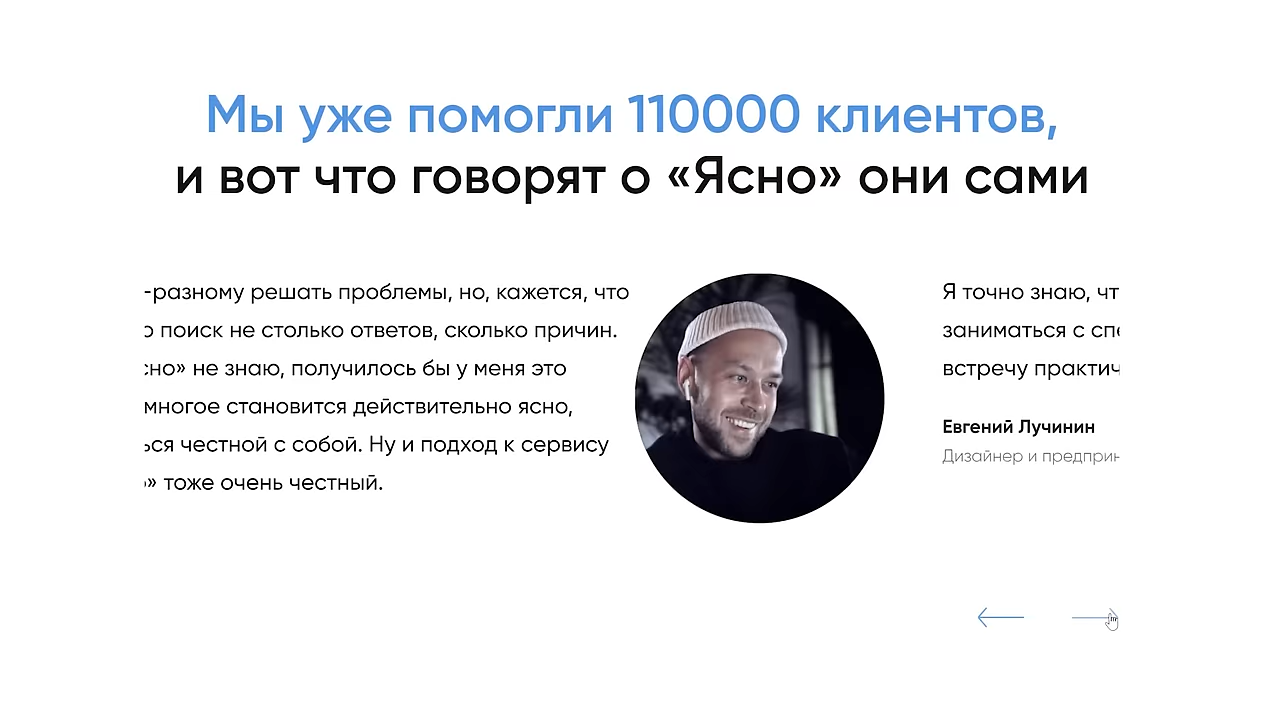 Мы уже помогли 110000 клиентов,
и вот что говорят о «Ясно» они сами
-разному решать проблемы, но, кажется, что
о поиск не столько ответов, сколько причин.
сно» не знаю, получилось бы у меня это
многое становится действительно ясно,
ься честной с собой. Ну и подход к сервису
о» тоже очень честный.
Я точно знаю, чт
заниматься с спе
встречу практич
Евгений Лучинин
Дизайнер и предприн